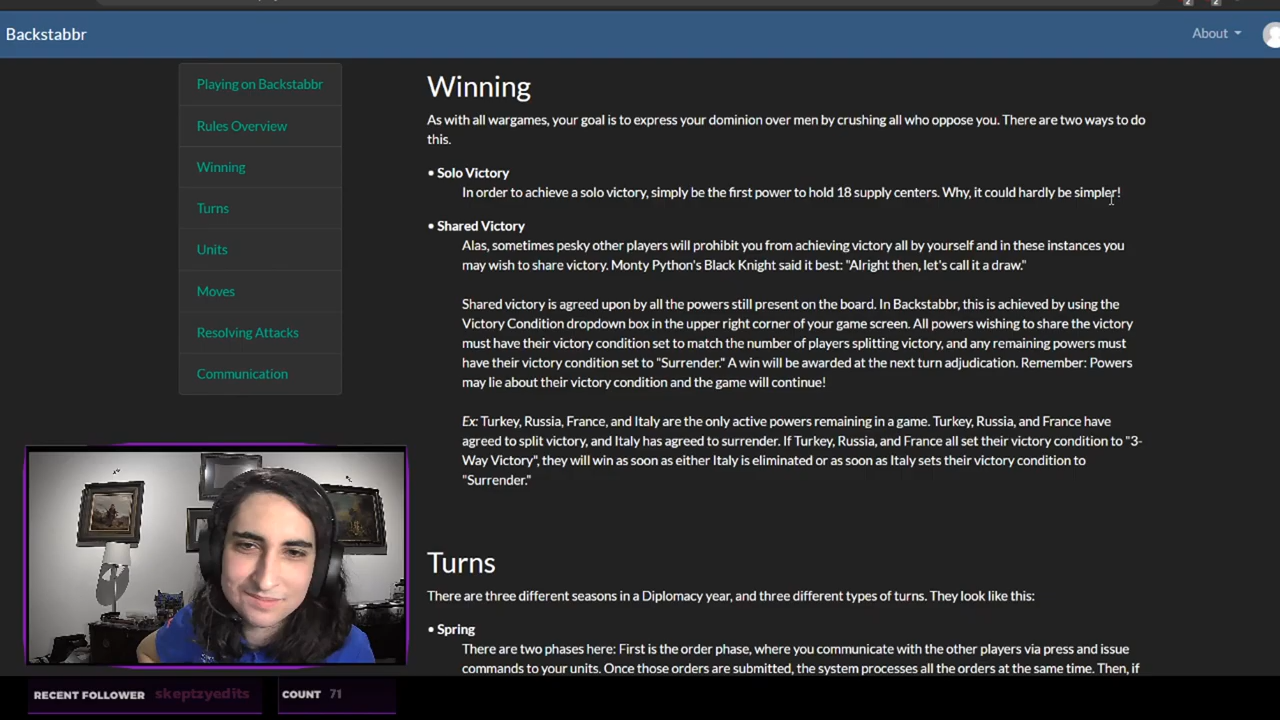 Backstabbr
About
Playing on Backstabbr
Rules Overview
Winning
Turns
Units
Moves
Resolving Attacks
Communication
Winning
As with all wargames, your goal is to express your dominion over men by crushing all who oppose you. There are two ways to do
this.
• Solo Victory
In order to achieve a solo victory, simply be the first power to hold 18 supply centers. Why, it could hardly be simpler!
• Shared Victory
Alas, sometimes pesky other players will prohibit you from achieving victory all by yourself and in these instances you
may wish to share victory. Monty Python's Black Knight said it best: "Alright then, let's call it a draw."
Shared victory is agreed upon by all the powers still present on the board. In Backstabbr, this is achieved by using the
Victory Condition dropdown box in the upper right corner of your game screen. All powers wishing to share the victory
must have their victory condition set to match the number of players splitting victory, and any remaining powers must
have their victory condition set to "Surrender." A win will be awarded at the next turn adjudication. Remember: Powers
may lie about their victory condition and the game will continue!
Ex: Turkey, Russia, France, and Italy are the only active powers remaining in a game. Turkey, Russia, and France have
agreed to split victory, and Italy has agreed to surrender. If Turkey, Russia, and France all set their victory condition to "3-
Way Victory", they will win as soon as either Italy is eliminated or as soon as Italy sets their victory condition to
"Surrender."
Turns
There are three different seasons in a Diplomacy year, and three different types of turns. They look like this:
• Spring
There are two phases here: First is the order phase, where you communicate with the other players via press and issue
commands to your units. Once those orders are submitted, the system processes all the orders at the same time. Then, if
RECENT FOLLOWER skeptzyedits
COUNT 71
2 2